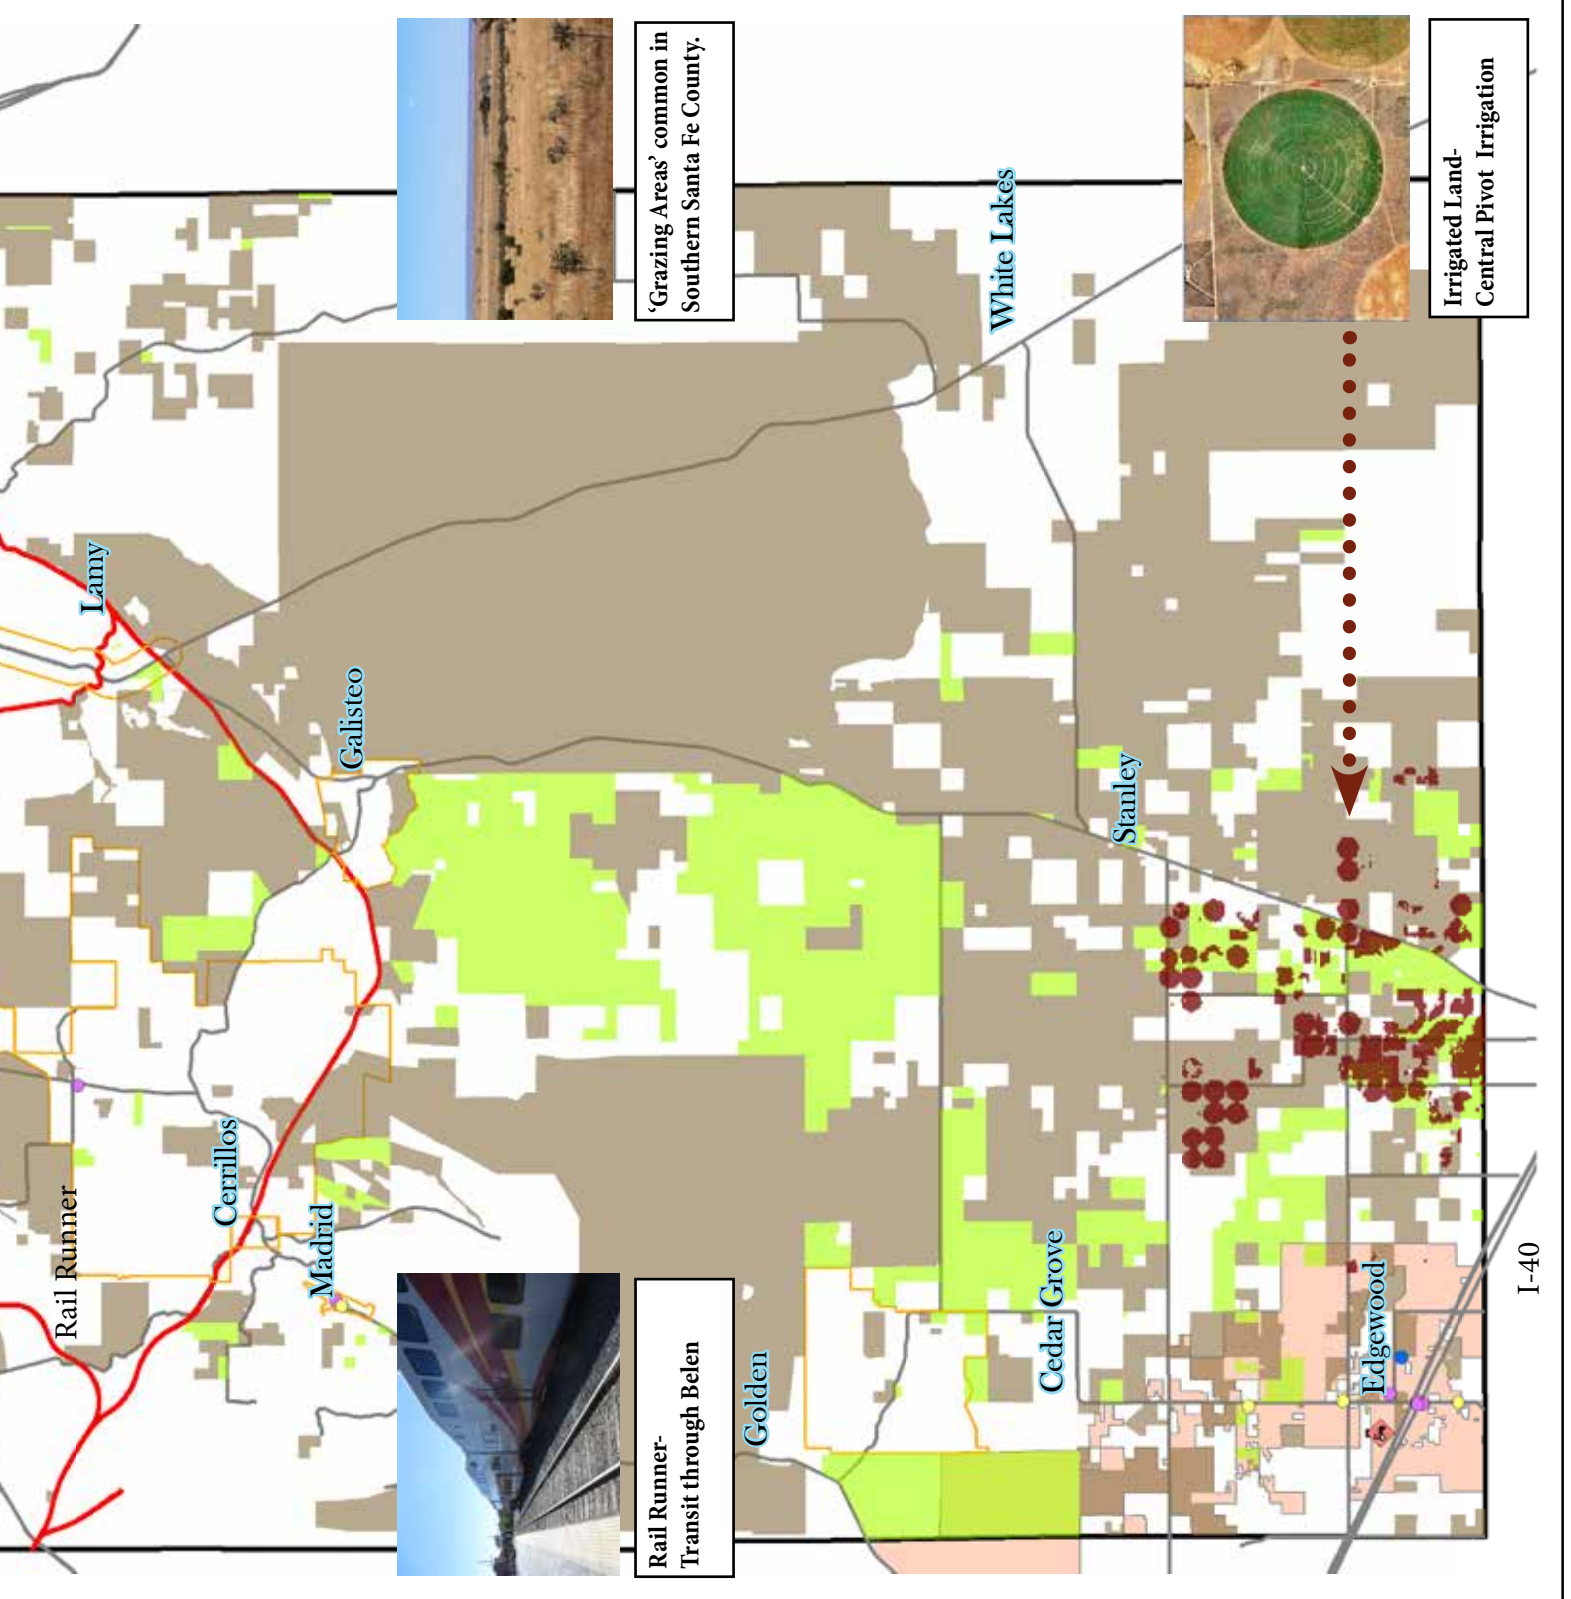 Lamy
Galisteo
Rail Runner
Cerrillos
Madrid
'Grazing Areas' common in
Southern Santa Fe County.
White Lakes
Stanley
Rail Runner-
Transit through Belen
Golden
Cedar Grove
Edgewood
Irrigated Land-
Central Pivot Irrigation
I-40